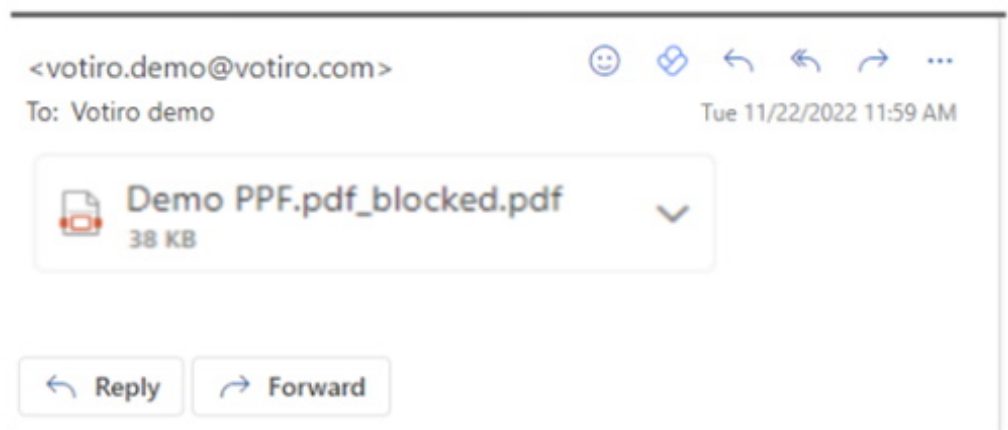 <votiro.demo@votiro.com>
To: Votiro demo
Tue 11/22/2022 11:59 AM
Demo PPF.pdf_blocked.pdf
38 KB
Reply
Forward